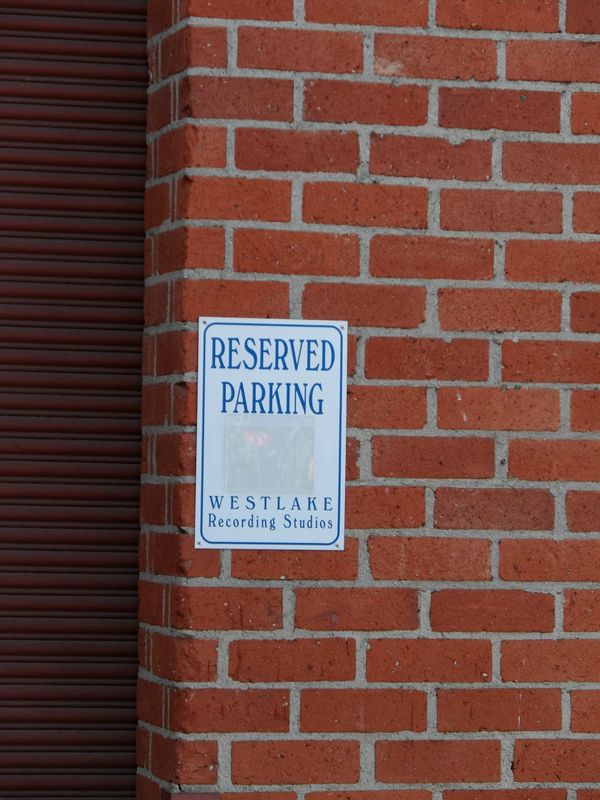 RESERVED
PARKING
WESTLAKE
Recording Studios